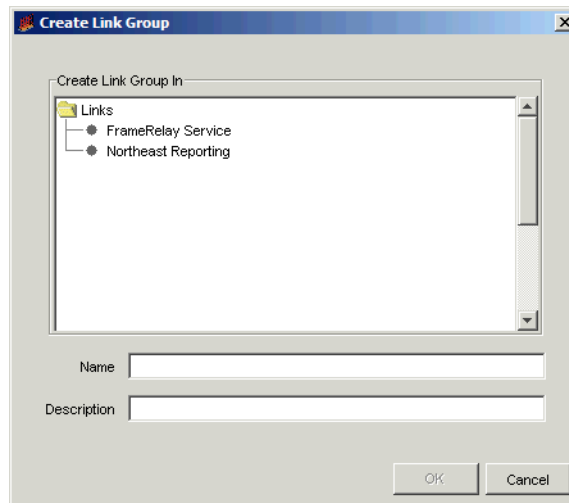 Create Link Group
Create Link Group In
Links
FrameRelay Service
Northeast Reporting
Name
Description
OK
Cancel